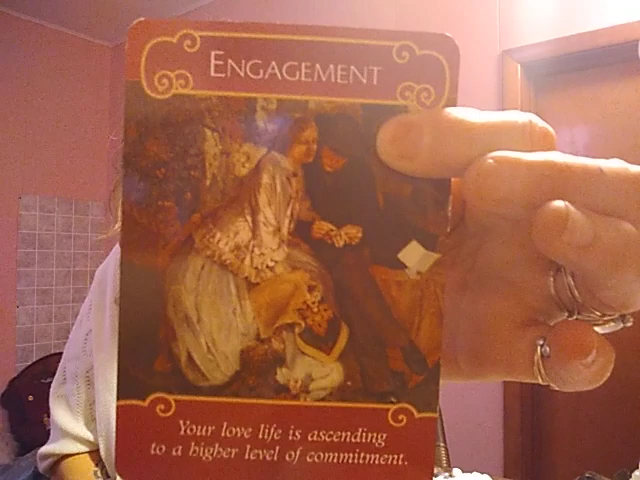 ENGAGEMENT
Your love life is ascending
to a higher level of commitment.